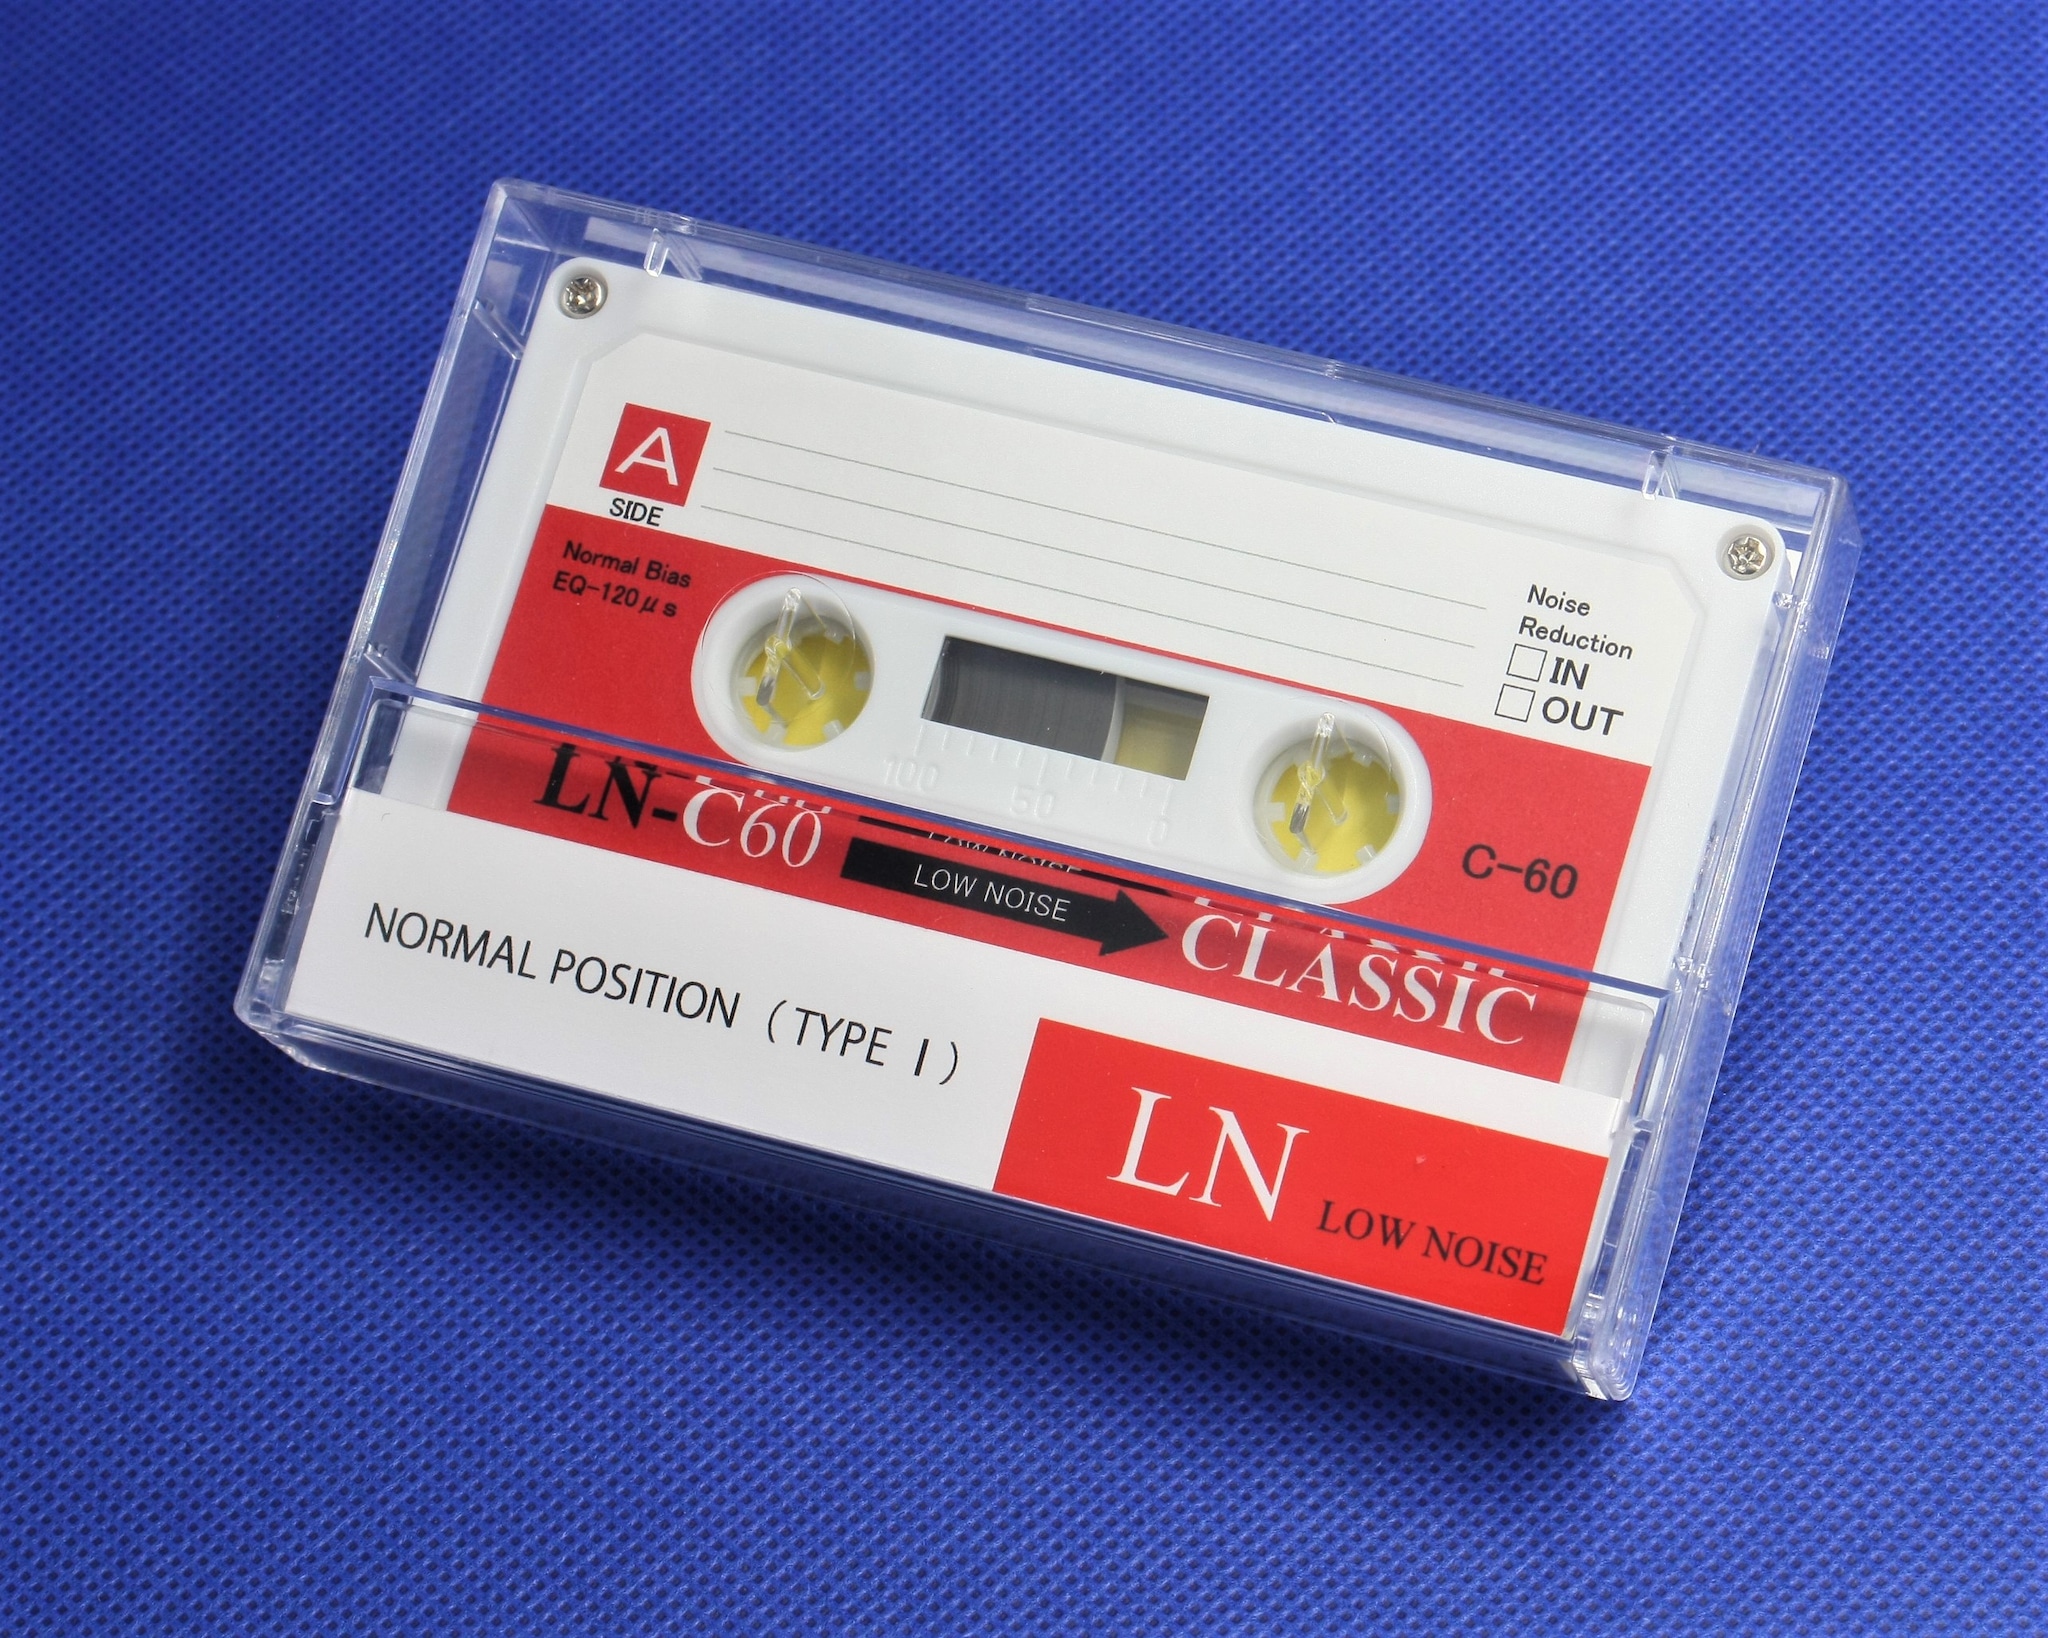 A
SIDE
Normal Bias
EQ-120μs
Noise
Reduction
□ IN
□ OUT
100
50
0
C-60
LN-C60
LOW NOISE
CLASSIC
NORMAL POSITION (TYPE I)
LN
LOW NOISE